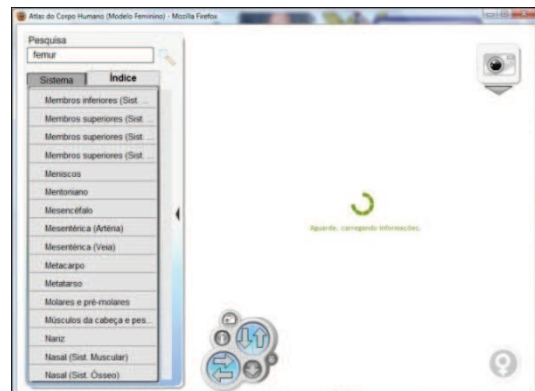 Atlas do Corpo Humano (Modelo Feminino) - Mozilla Firefox
Pesquisa
femur
Sistema
Índice
Membros inferiores (Sist. ...
Membros superiores (Sist. ...
Membros superiores (Sist. ...
Membros superiores (Sist. ...
Meniscos
Mentoniano
Mesencéfalo
Mesentérica (Artéria)
Mesentérica (Veia)
Metacarpo
Metatarso
Molares e pré-molares
Músculos da cabeça e pes...
Nariz
Nasal (Sist. Muscular)
Nasal (Sist. Ósseo)
Aguarde, carregando informações.